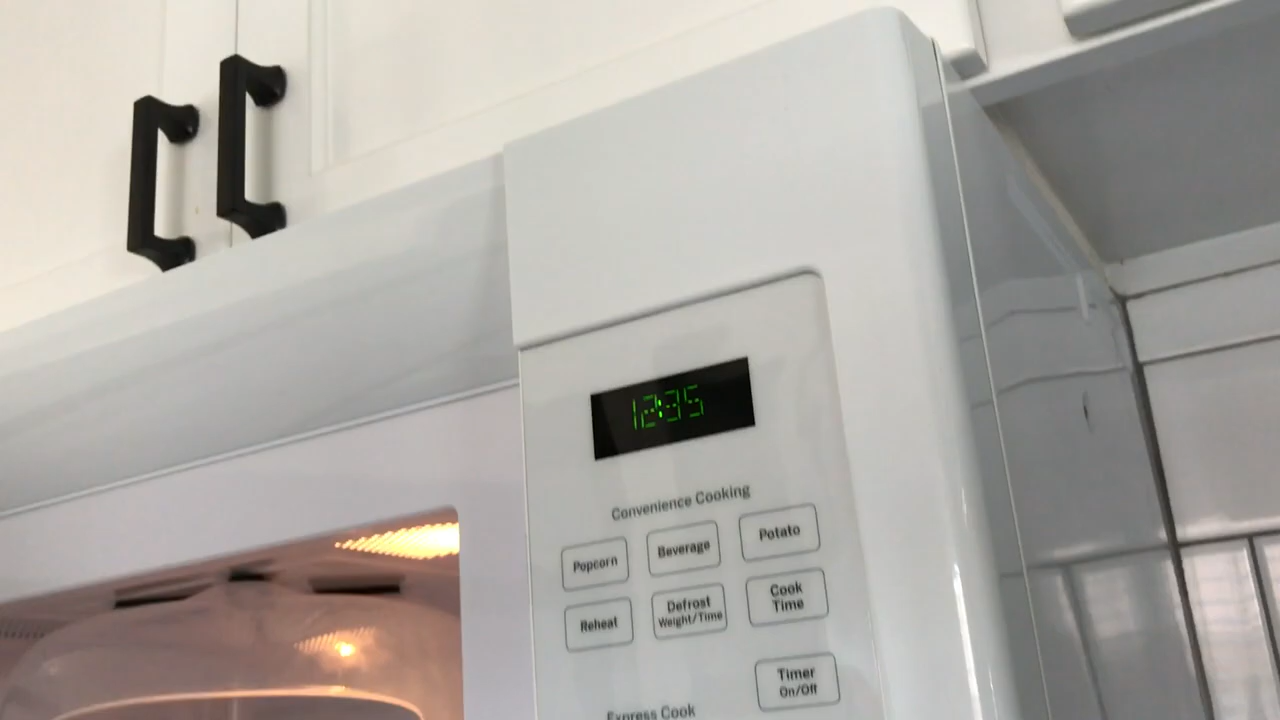 12:35
Convenience Cooking
Popcorn
Beverage
Potato
Reheat
Defrost
Weight/Time
Cook
Time
Timer
On/Off
Express Cook